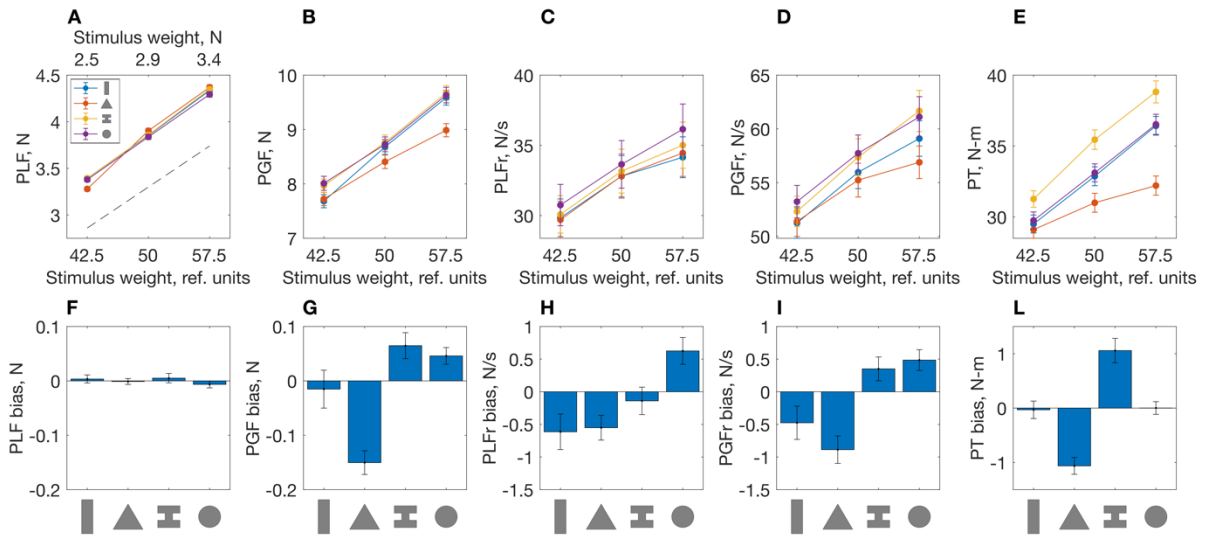 A
B
C
D
E
Stimulus weight, N
2.5 2.9 3.4
PLF, N
4.5
4
3.5
3
42.5 50 57.5
Stimulus weight, ref. units
PGF, N
10
9
8
7
42.5 50 57.5
Stimulus weight, ref. units
PLFr, N/s
40
35
30
42.5 50 57.5
Stimulus weight, ref. units
PGFr, N/s
65
60
55
50
42.5 50 57.5
Stimulus weight, ref. units
PT, N-m
40
35
30
42.5 50 57.5
Stimulus weight, ref. units
F
PLF bias, N
0.1
0
-0.1
-0.2
G
PGF bias, N
0.1
0
-0.1
-0.2
H
PLFr bias, N/s
1
0.5
0
-0.5
-1
-1.5
I
PGFr bias, N/s
1
0.5
0
-0.5
-1
-1.5
L
PT bias, N-m
1
0
-1